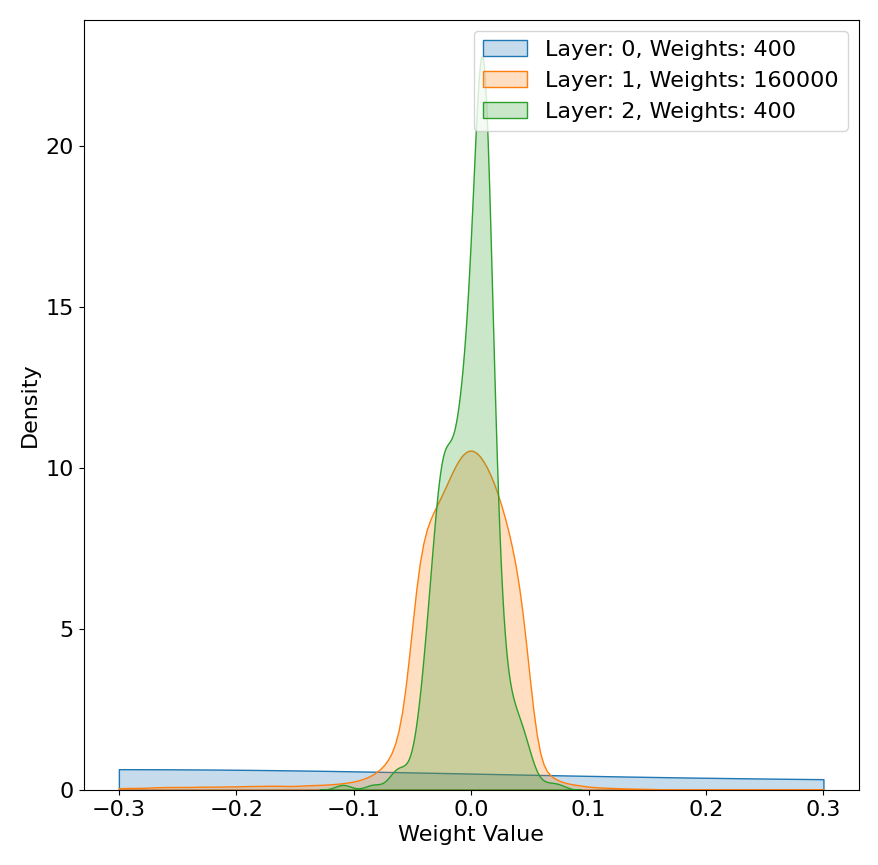 Layer: 0, Weights: 400
Layer: 1, Weights: 160000
Layer: 2, Weights: 400
Density
20
15
10
5
0
−0.3 −0.2 −0.1 0.0 0.1 0.2 0.3
Weight Value